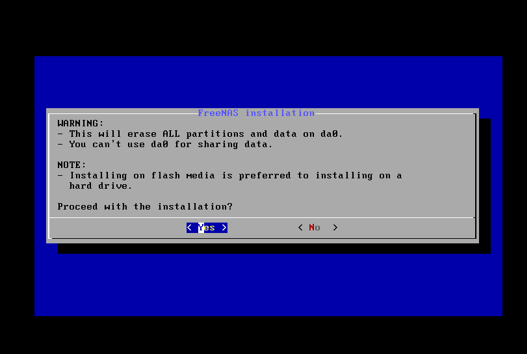 FreeNAS installation
WARNING:
- This will erase ALL partitions and data on da0.
- You can't use da0 for sharing data.
NOTE:
- Installing on flash media is preferred to installing on a
hard drive.
Proceed with the installation?
< Yes > < No >